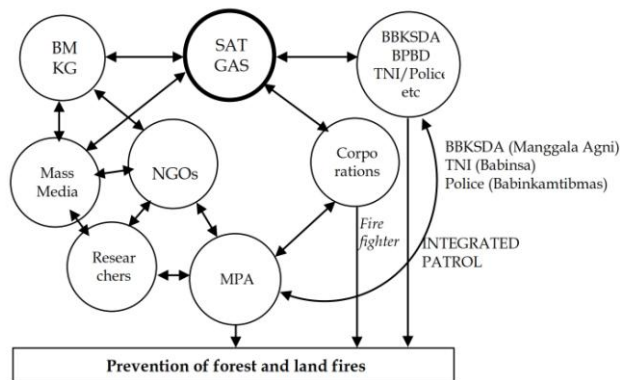 BM
KG
SAT
GAS
BBKSDA
BPBD
TNI/Police
etc
Mass
Media
NGOs
Corpo
rations
BBKSDA (Manggala Agni)
TNI (Babinsa)
Police (Babinkamtibmas)
Resear
chers
MPA
Fire
fighter
INTEGRATED
PATROL
Prevention of forest and land fires